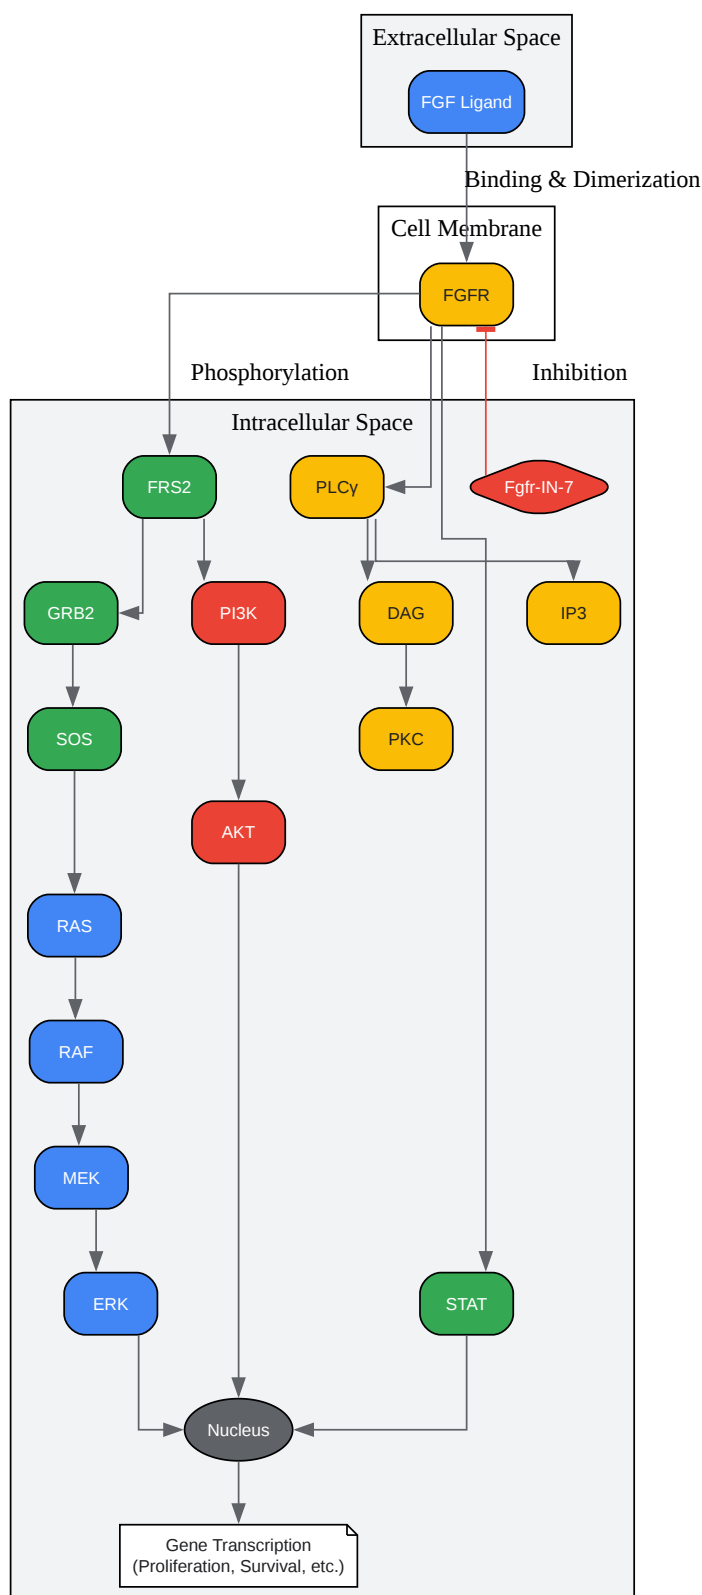 Extracellular Space
FGF Ligand
Binding & Dimerization
Cell Membrane
FGFR
Phosphorylation
Inhibition
Intracellular Space
FRS2
PLCγ
Fgfr-IN-7
GRB2
PI3K
DAG
IP3
SOS
PKC
AKT
RAS
RAF
MEK
ERK
STAT
Nucleus
Gene Transcription
(Proliferation, Survival, etc.)